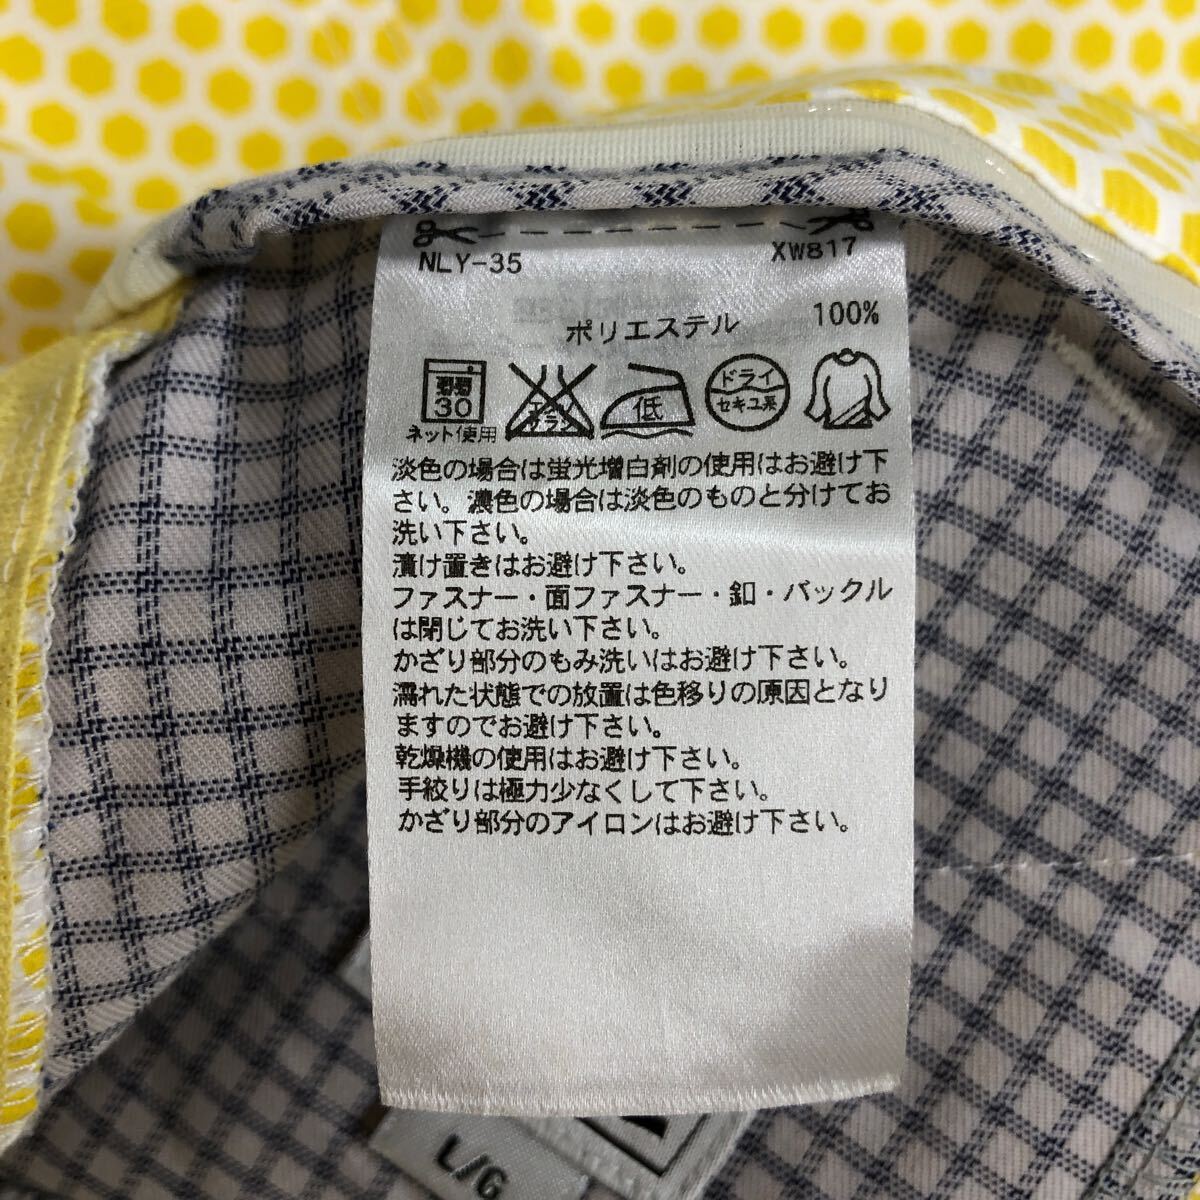 NLY-35 XW817
ポリエステル 100%
30 低 ドライ セキユ系
ネット使用
淡色の場合は蛍光増白剤の使用はお避け下
さい。濃色の場合は淡色のものと分けてお
洗い下さい。
漬け置きはお避け下さい。
ファスナー・面ファスナー・釦・バックル
は閉じてお洗い下さい。
かざり部分のもみ洗いはお避け下さい。
濡れた状態での放置は色移りの原因となり
ますのでお避け下さい。
乾燥機の使用はお避け下さい。
手絞りは極力少なくして下さい。
かざり部分のアイロンはお避け下さい。
L/G